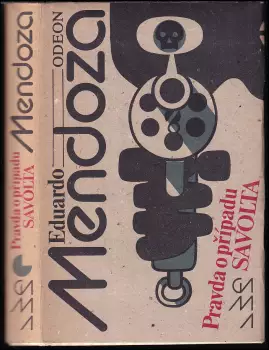 Pravda o případu
SAVOLTA
Mendoza
Eduardo
Mendoza
ODEON
Pravda o případu
SAVOLTA